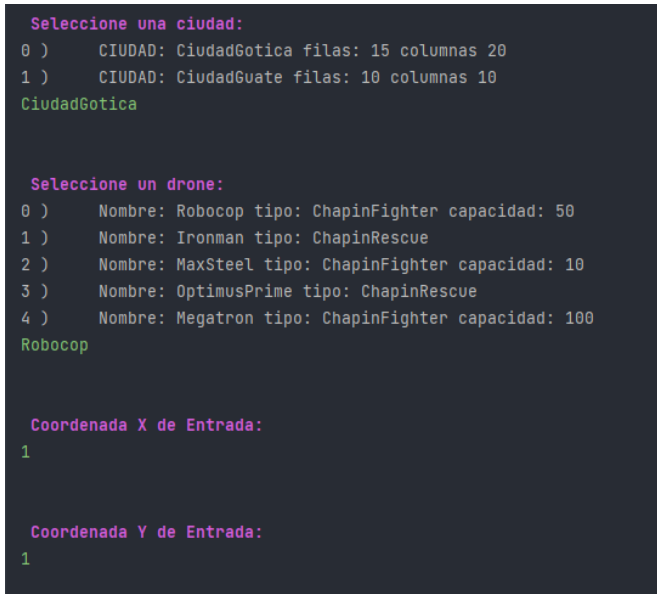 Seleccione una ciudad:
0 ) CIUDAD: CiudadGotica filas: 15 columnas 20
1 ) CIUDAD: CiudadGuate filas: 10 columnas 10
CiudadGotica
Seleccione un drone:
0 ) Nombre: Robocop tipo: ChapinFighter capacidad: 50
1 ) Nombre: Ironman tipo: ChapinRescue
2 ) Nombre: MaxSteel tipo: ChapinFighter capacidad: 10
3 ) Nombre: OptimusPrime tipo: ChapinRescue
4 ) Nombre: Megatron tipo: ChapinFighter capacidad: 100
Robocop
Coordenada X de Entrada:
1
Coordenada Y de Entrada:
1